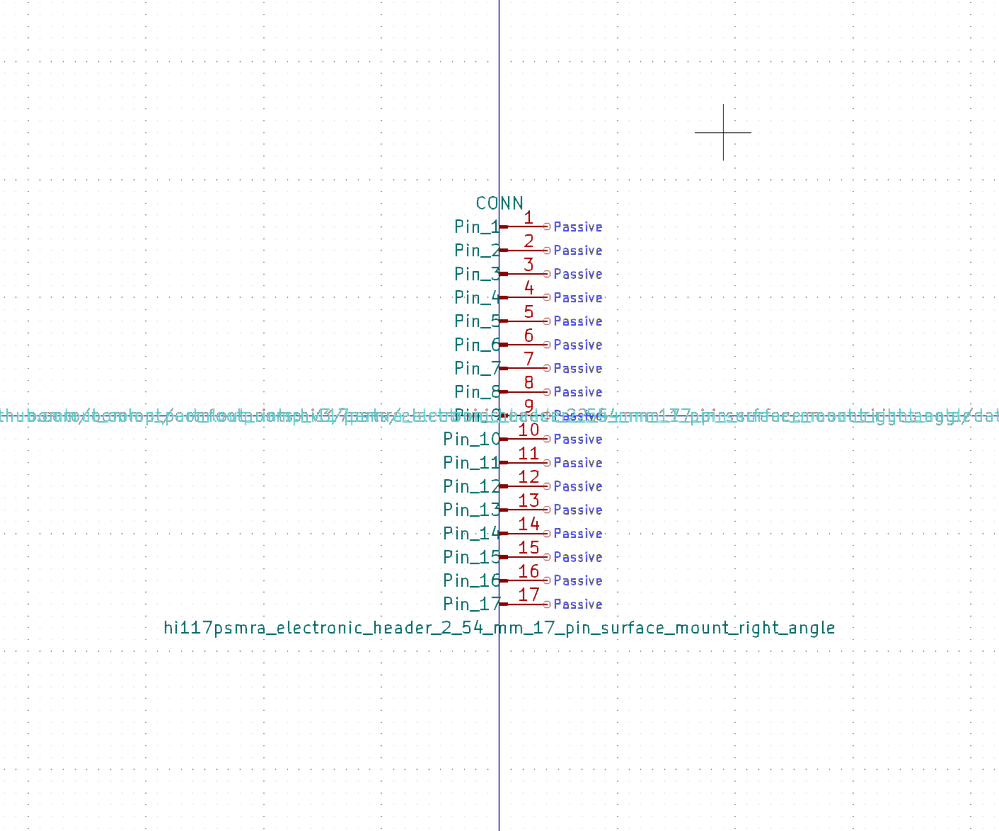 CONN
Pin_1 1 Passive
Pin_2 2 Passive
Pin_3 3 Passive
Pin_4 4 Passive
Pin_5 5 Passive
Pin_6 6 Passive
Pin_7 7 Passive
Pin_8 8 Passive
Pin_9 9 Passive
Pin_10 10 Passive
Pin_11 11 Passive
Pin_12 12 Passive
Pin_13 13 Passive
Pin_14 14 Passive
Pin_15 15 Passive
Pin_16 16 Passive
Pin_17 17 Passive
hi117psmra_electronic_header_2_54_mm_17_pin_surface_mount_right_angle